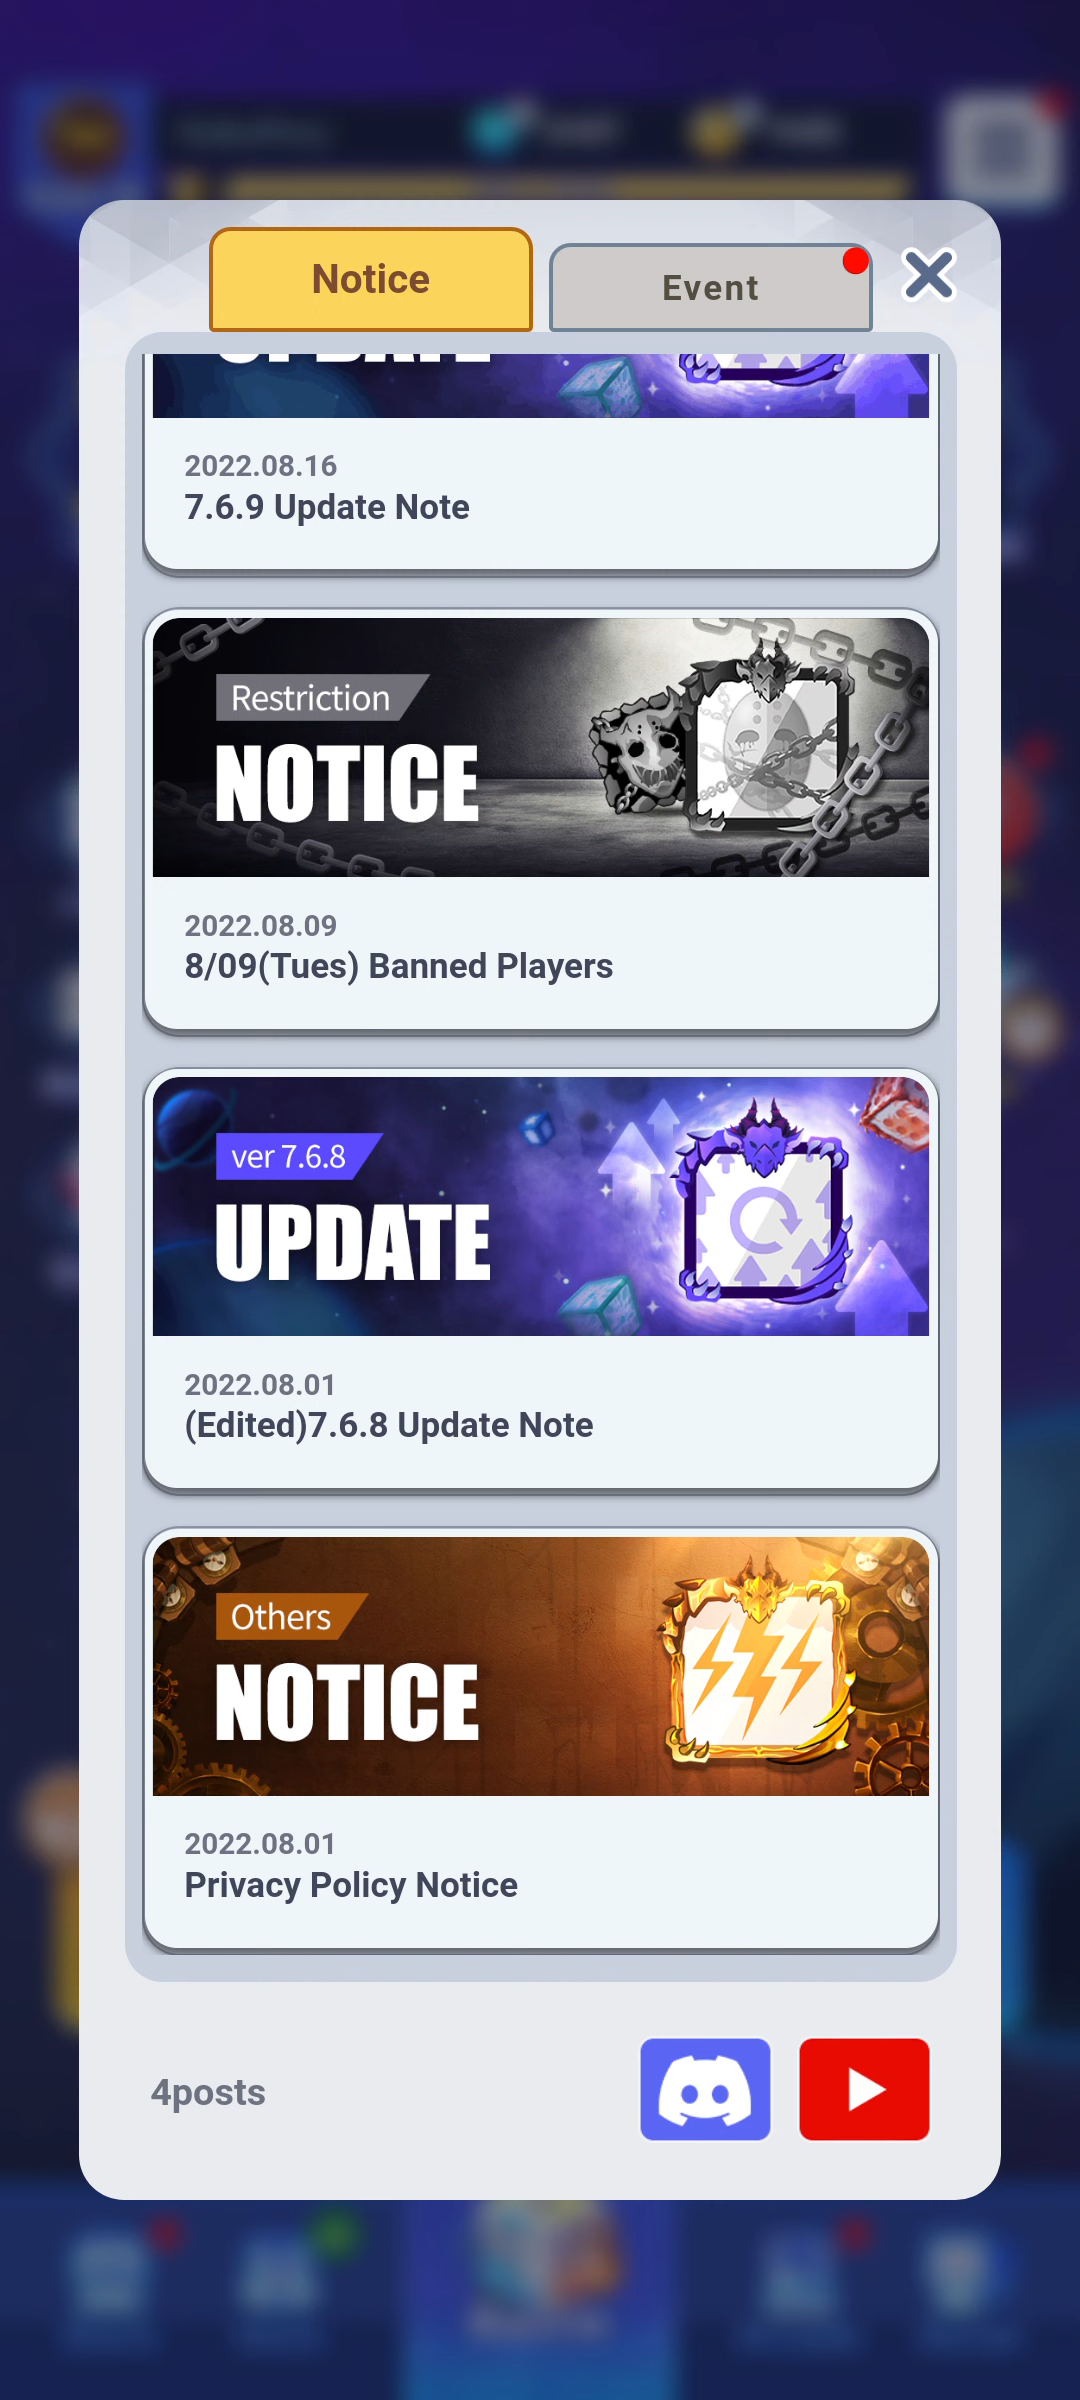 Notice
Event
UPDATE
2022.08.16
7.6.9 Update Note
Restriction
NOTICE
2022.08.09
8/09(Tues) Banned Players
ver 7.6.8
UPDATE
2022.08.01
(Edited)7.6.8 Update Note
Others
NOTICE
2022.08.01
Privacy Policy Notice
4posts